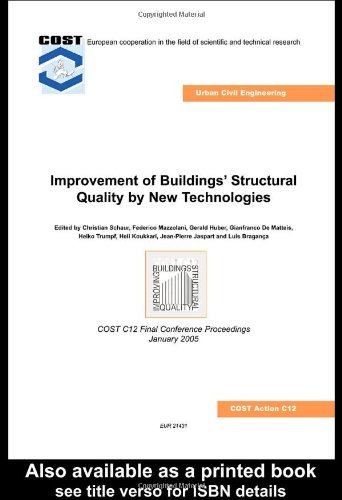 Copyrighted Material
COST
European cooperation in the field of scientific and technical research
Urban Civil Engineering
Improvement of Buildings' Structural
Quality by New Technologies
Edited by Christian Schaur, Federico Mazzolani, Gerald Huber, Gianfranco De Matteis,
Heiko Trumpf, Heli Koukkari, Jean-Pierre Jaspart and Luis Bragança
IMPROVING
BUILDINGS'
STRUCTURAL
QUALITY
COST C12 Final Conference Proceedings
January 2005
COST Action C12
EUR 21431
Copyrighted Material
Also available as a printed book
see title verso for ISBN details